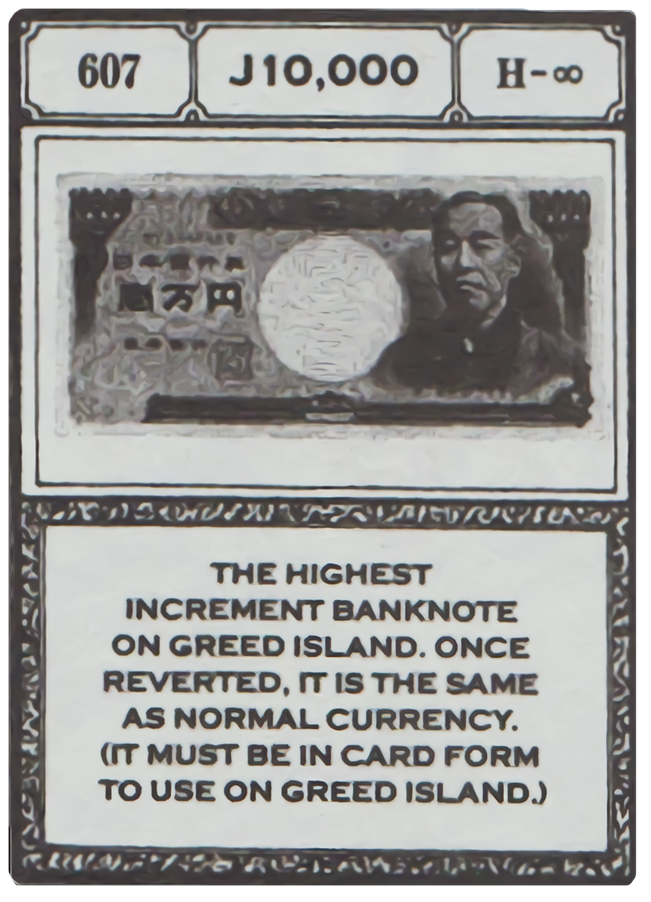 607
J10,000
H-∞
万円
THE HIGHEST
INCREMENT BANKNOTE
ON GREED ISLAND. ONCE
REVERTED, IT IS THE SAME
AS NORMAL CURRENCY.
(IT MUST BE IN CARD FORM
TO USE ON GREED ISLAND.)